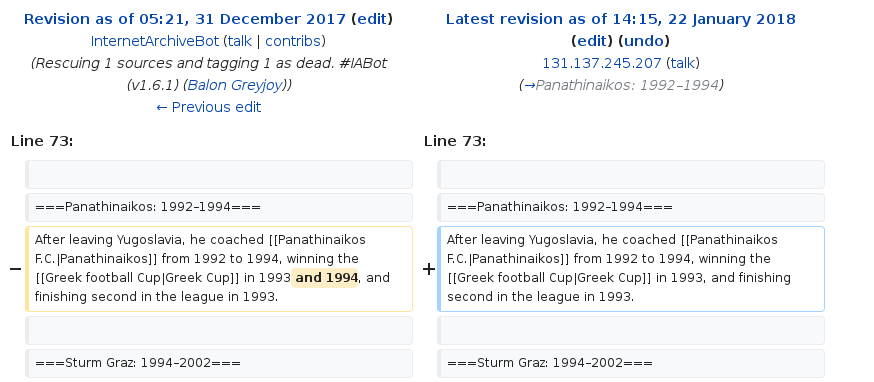 Revision as of 05:21, 31 December 2017 (edit)
InternetArchiveBot (talk | contribs)
(Rescuing 1 sources and tagging 1 as dead. #IABot
(v1.6.1) (Balon Greyjoy))
← Previous edit
Latest revision as of 14:15, 22 January 2018
(edit) (undo)
131.137.245.207 (talk)
(→Panathinaikos: 1992–1994)
Line 73:
Line 73:
===Panathinaikos: 1992–1994===
===Panathinaikos: 1992–1994===
−
After leaving Yugoslavia, he coached [[Panathinaikos
F.C.|Panathinaikos]] from 1992 to 1994, winning the
[[Greek football Cup|Greek Cup]] in 1993 and 1994, and
finishing second in the league in 1993.
+
After leaving Yugoslavia, he coached [[Panathinaikos
F.C.|Panathinaikos]] from 1992 to 1994, winning the
[[Greek football Cup|Greek Cup]] in 1993, and finishing
second in the league in 1993.
===Sturm Graz: 1994–2002===
===Sturm Graz: 1994–2002===